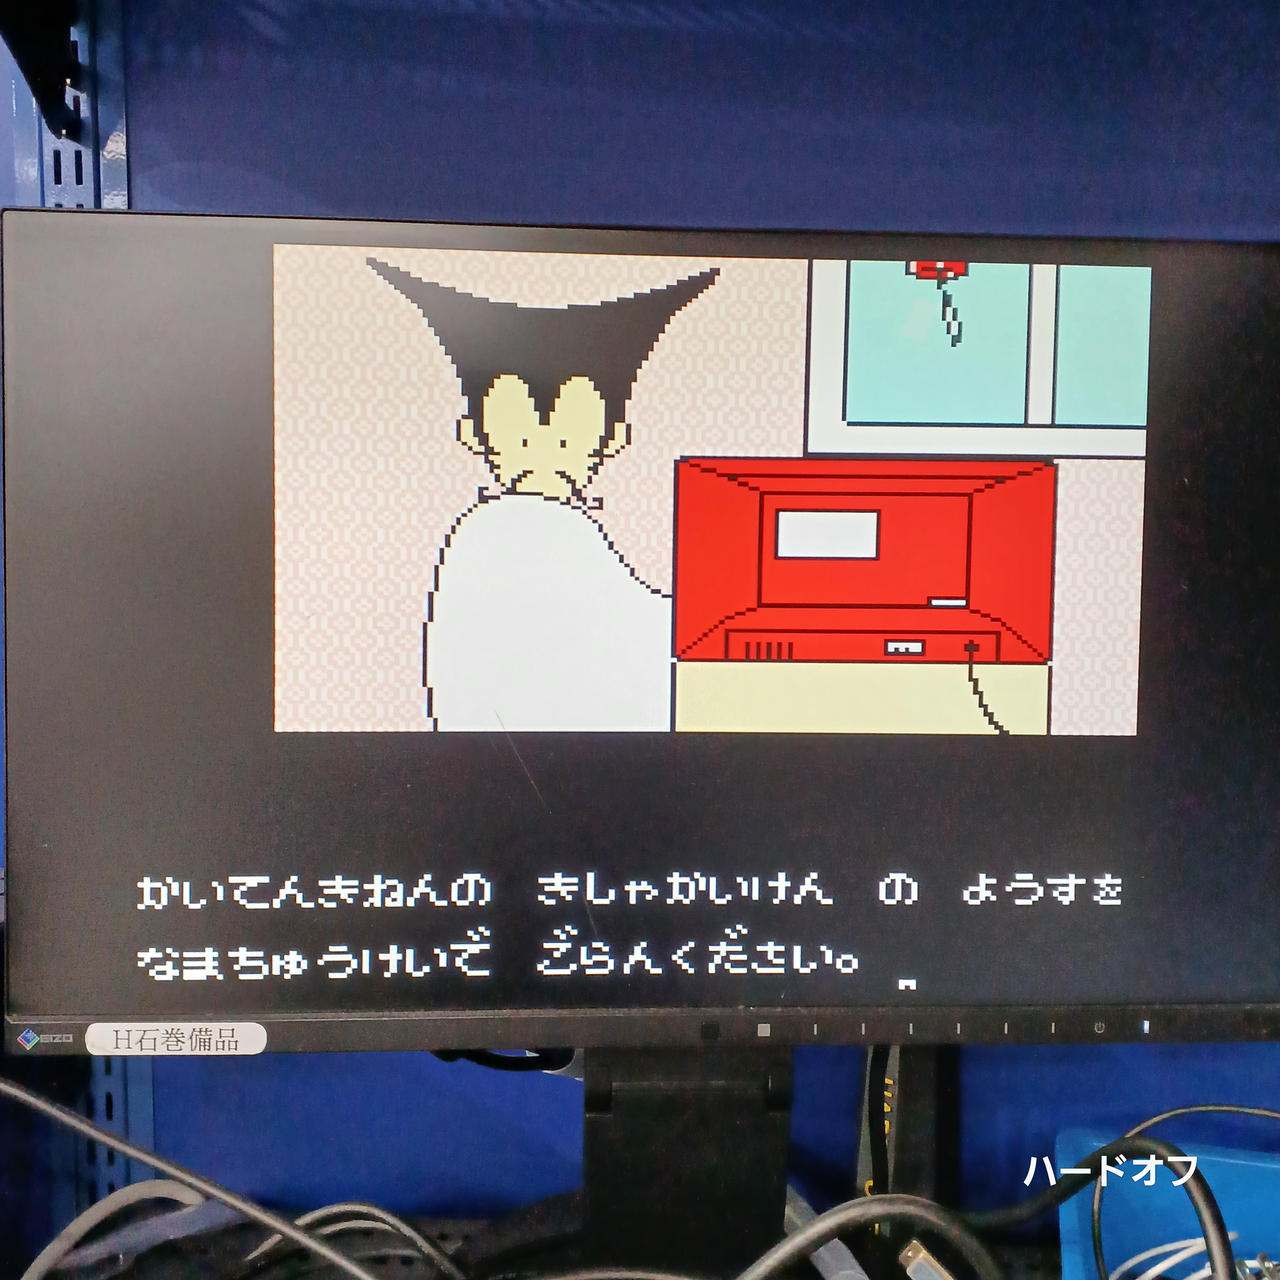 かいてんきねんの きしゃかいけん の ようすを
なまちゅうけいで ごらんください。
EIZO
H石巻備品
ハードオフ